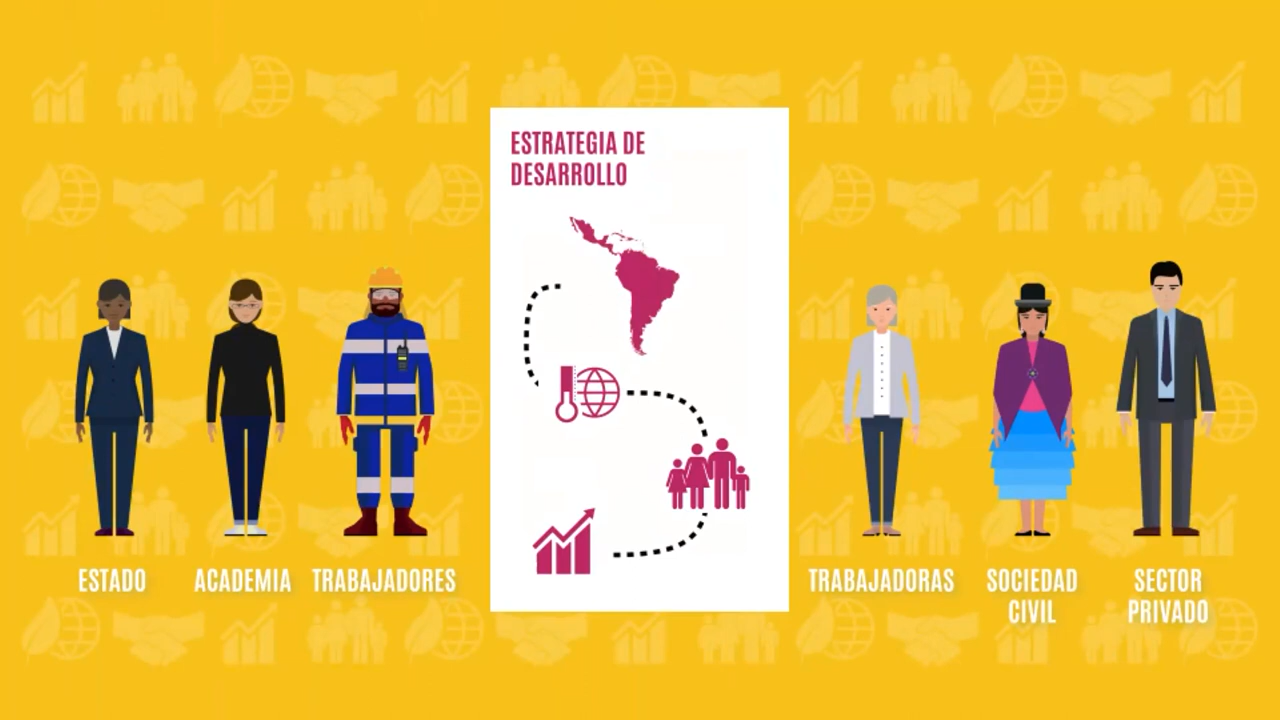 ESTRATEGIA DE
DESARROLLO
ESTADO
ACADEMIA
TRABAJADORES
TRABAJADORAS
SOCIEDAD
CIVIL
SECTOR
PRIVADO